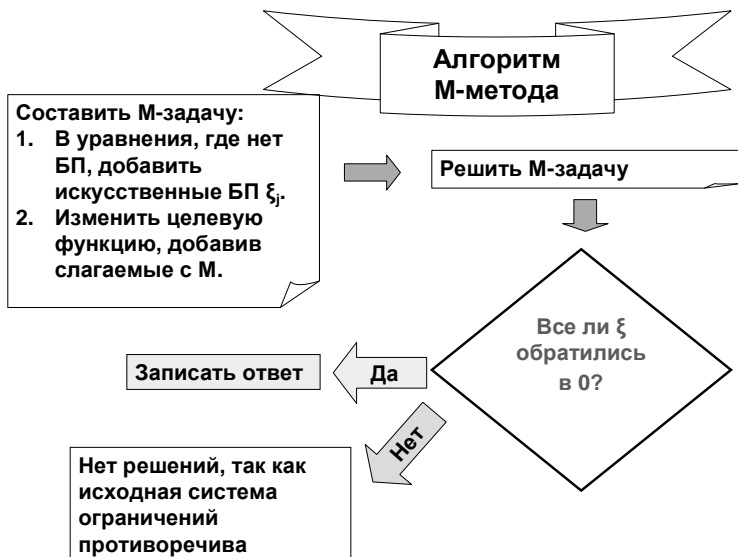 Алгоритм
М-метода
Составить М-задачу:
1. В уравнения, где нет
БП, добавить
искусственные БП ξj.
2. Изменить целевую
функцию, добавив
слагаемые с М.
Решить М-задачу
Все ли ξ
обратились
в 0?
Да
Записать ответ
Нет
Нет решений, так как
исходная система
ограничений
противоречива